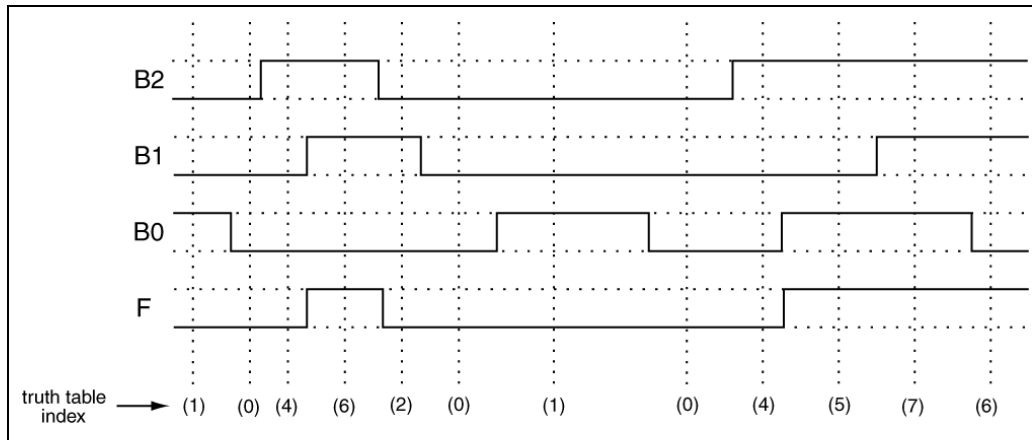 B2
B1
B0
F
truth table
index
(1) (0) (4) (6) (2) (0) (1) (0) (4) (5) (7) (6)